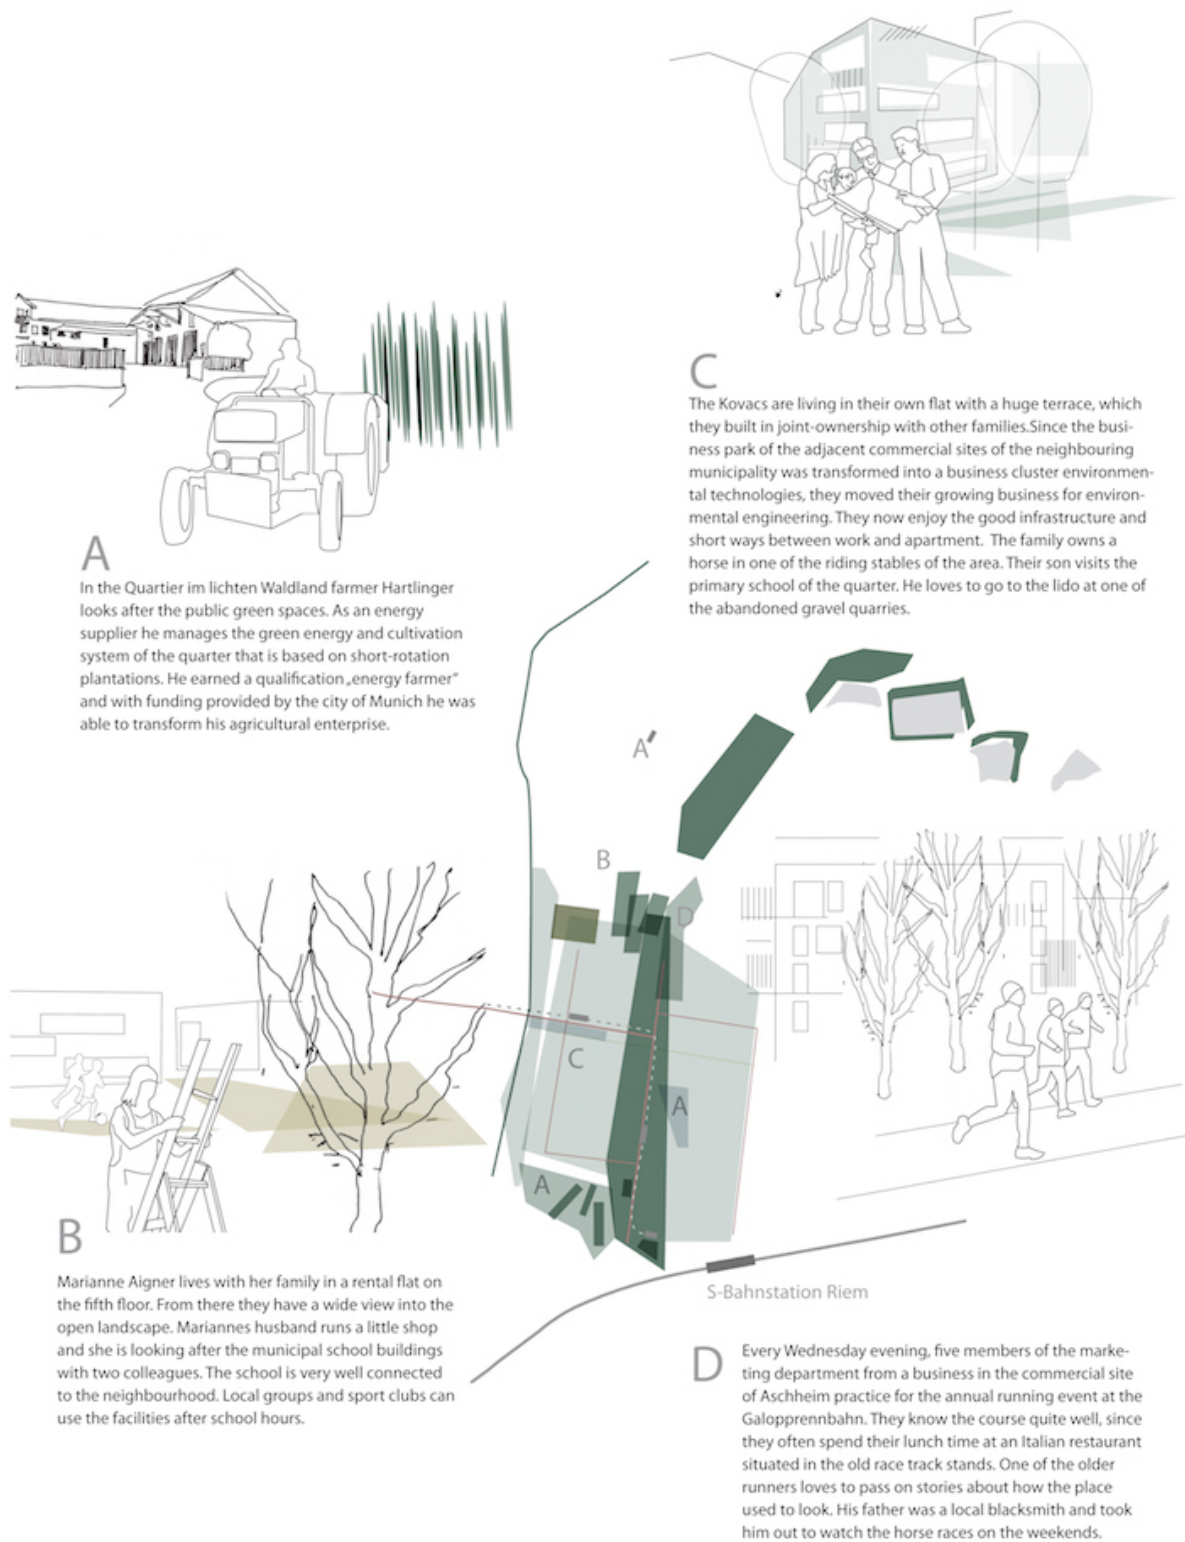 C
The Kovacs are living in their own flat with a huge terrace, which
they built in joint-ownership with other families.Since the busi-
ness park of the adjacent commercial sites of the neighbouring
municipality was transformed into a business cluster environmen-
tal technologies, they moved their growing business for environ-
mental engineering. They now enjoy the good infrastructure and
short ways between work and apartment. The family owns a
horse in one of the riding stables of the area. Their son visits the
primary school of the quarter. He loves to go to the lido at one of
the abandoned gravel quarries.
A
In the Quartier im lichten Waldland farmer Hartlinger
looks after the public green spaces. As an energy
supplier he manages the green energy and cultivation
system of the quarter that is based on short-rotation
plantations. He earned a qualification „energy farmer“
and with funding provided by the city of Munich he was
able to transform his agricultural enterprise.
A
B
D
C
A
A
S-Bahnstation Riem
B
Marianne Aigner lives with her family in a rental flat on
the fifth floor. From there they have a wide view into the
open landscape. Mariannes husband runs a little shop
and she is looking after the municipal school buildings
with two colleagues. The school is very well connected
to the neighbourhood. Local groups and sport clubs can
use the facilities after school hours.
D
Every Wednesday evening, five members of the marke-
ting department from a business in the commercial site
of Aschheim practice for the annual running event at the
Galopprennbahn. They know the course quite well, since
they often spend their lunch time at an Italian restaurant
situated in the old race track stands. One of the older
runners loves to pass on stories about how the place
used to look. His father was a local blacksmith and took
him out to watch the horse races on the weekends.